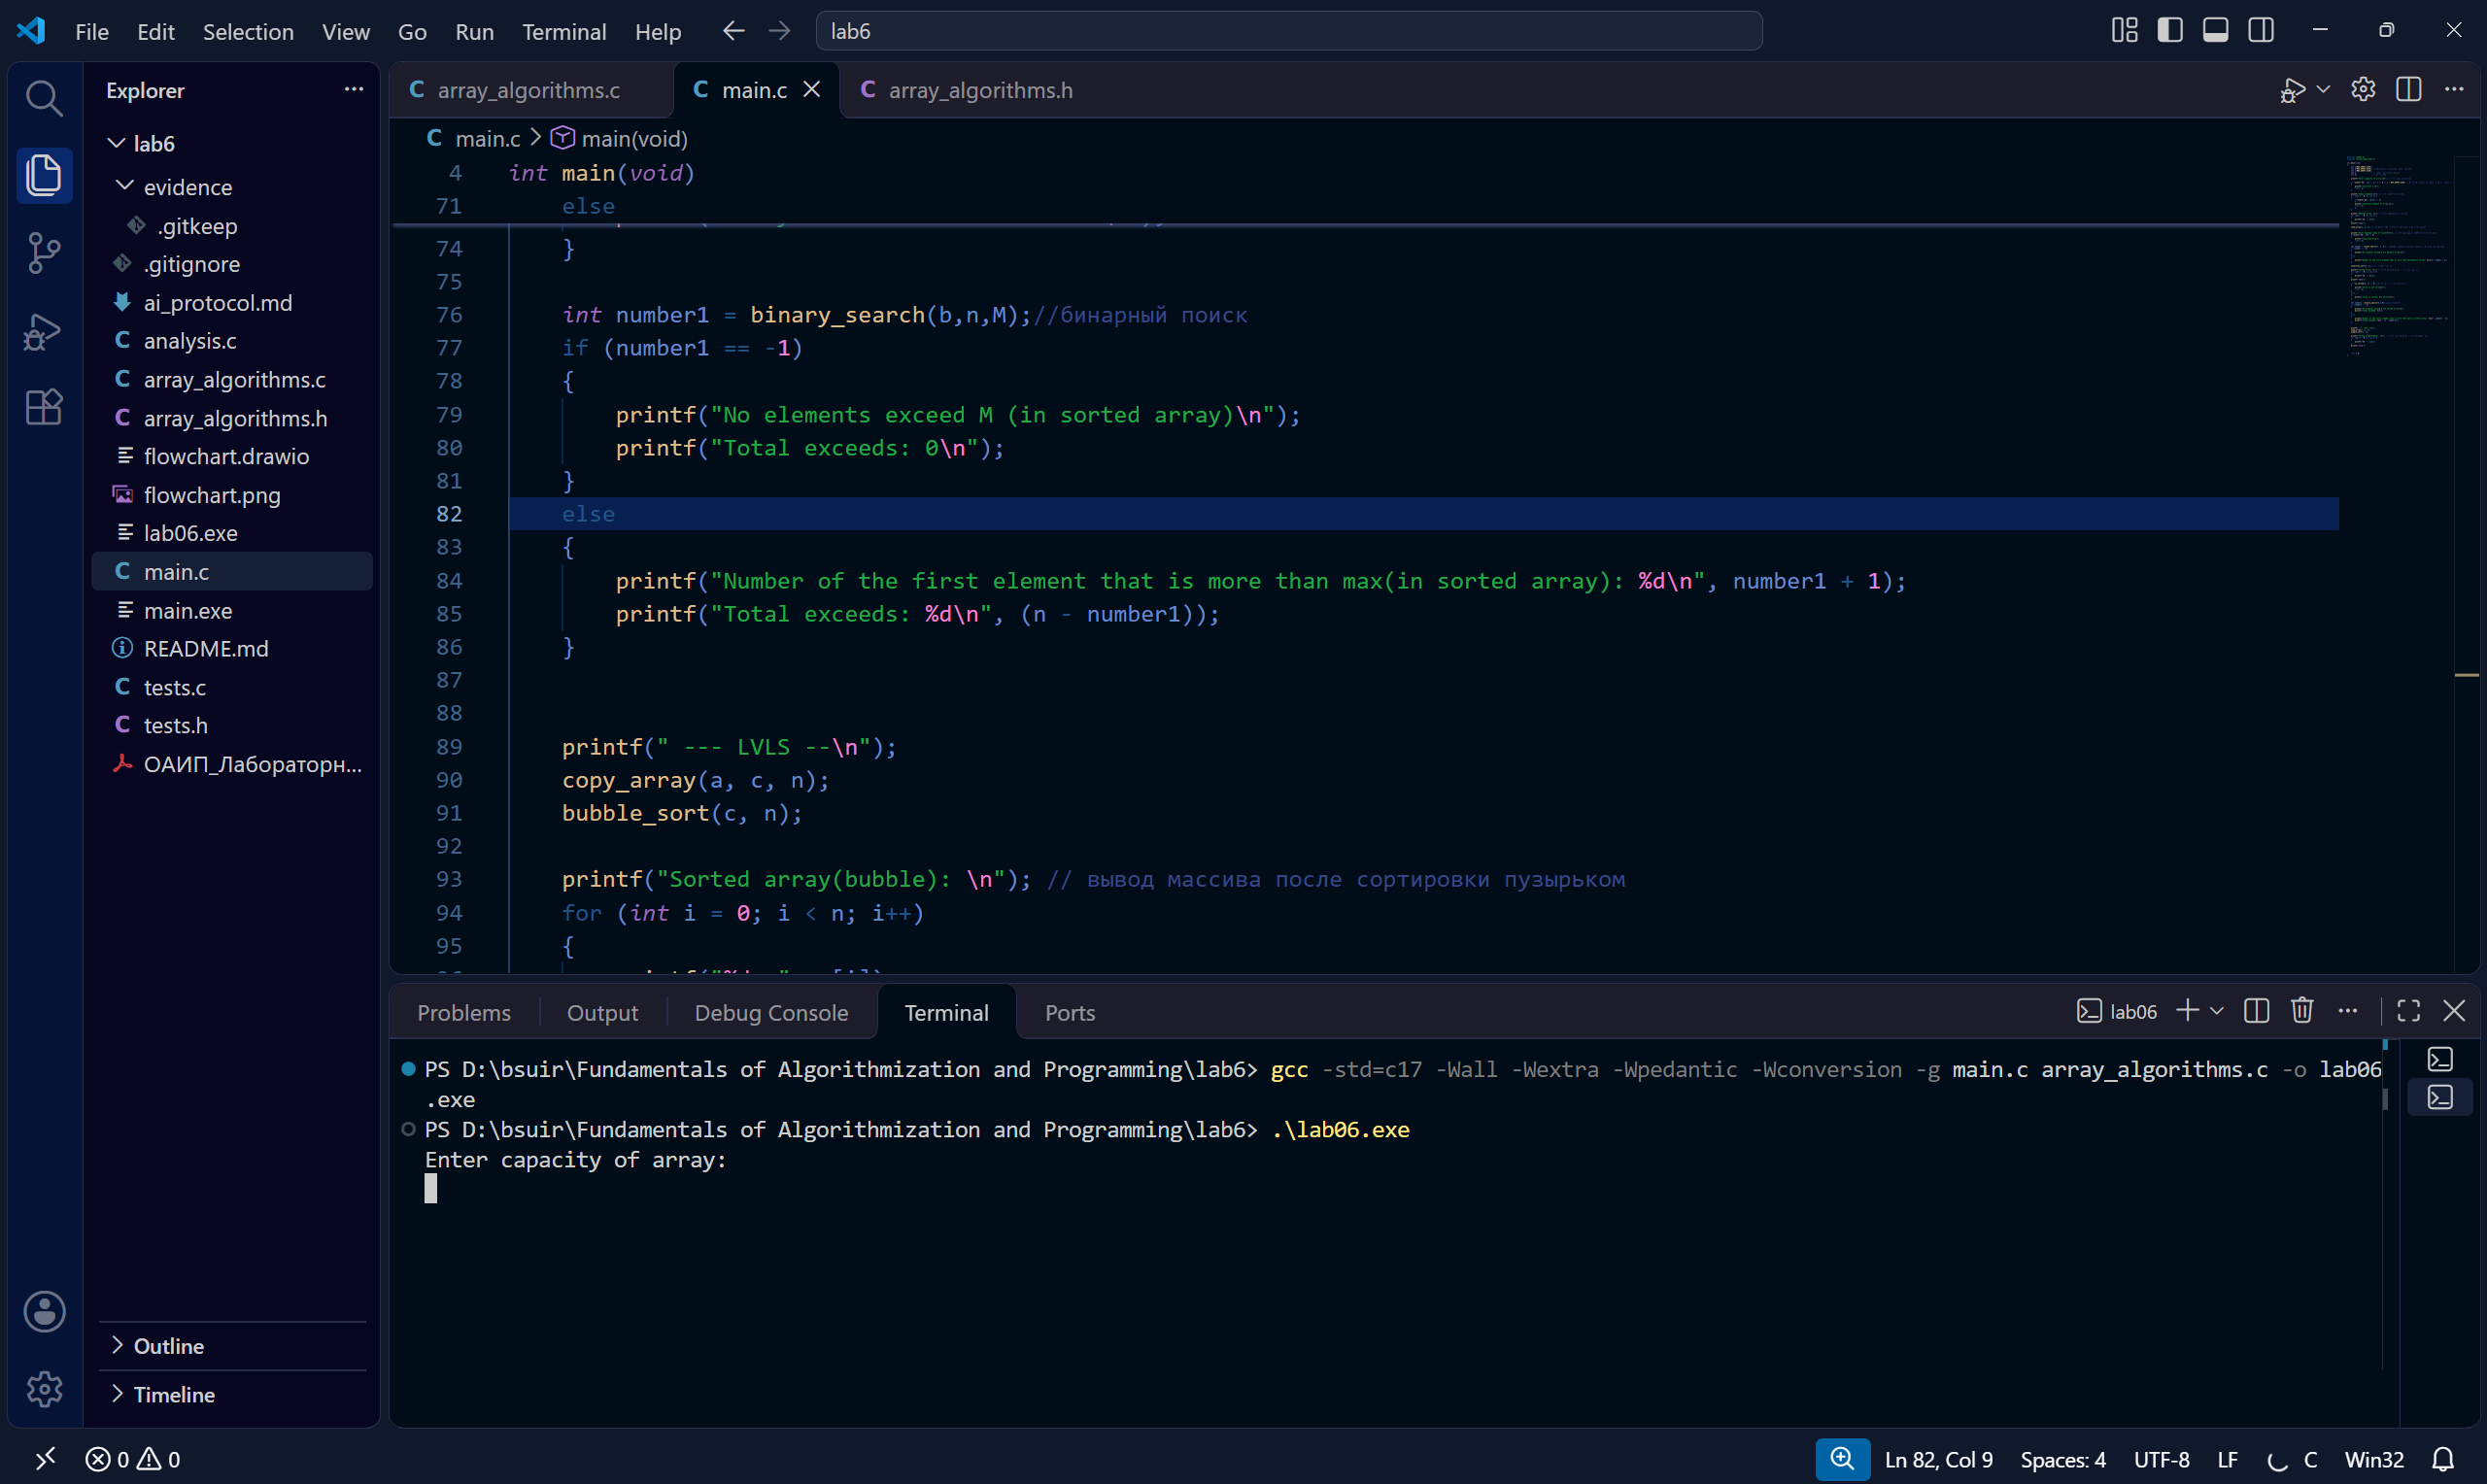 File Edit Selection View Go Run Terminal Help lab6
Explorer
lab6
evidence
.gitkeep
.gitignore
ai_protocol.md
analysis.c
array_algorithms.c
array_algorithms.h
flowchart.drawio
flowchart.png
lab06.exe
main.c
main.exe
README.md
tests.c
tests.h
ОАИП_Лабораторн...
Outline
Timeline
array_algorithms.c main.c array_algorithms.h
main.c > main(void)
4 int main(void)
71 else
74 }
75
76 int number1 = binary_search(b,n,M);//бинарный поиск
77 if (number1 == -1)
78 {
79 printf("No elements exceed M (in sorted array)\n");
80 printf("Total exceeds: 0\n");
81 }
82 else
83 {
84 printf("Number of the first element that is more than max(in sorted array): %d\n", number1 + 1);
85 printf("Total exceeds: %d\n", (n - number1));
86 }
87
88
89 printf(" --- LVLS --\n");
90 copy_array(a, c, n);
91 bubble_sort(c, n);
92
93 printf("Sorted array(bubble): \n"); // вывод массива после сортировки пузырьком
94 for (int i = 0; i < n; i++)
95 {
Problems Output Debug Console Terminal Ports lab06
PS D:\bsuir\Fundamentals of Algorithmization and Programming\lab6> gcc -std=c17 -Wall -Wextra -Wpedantic -Wconversion -g main.c array_algorithms.c -o lab06
.exe
PS D:\bsuir\Fundamentals of Algorithmization and Programming\lab6> .\lab06.exe
Enter capacity of array:
0 0 Ln 82, Col 9 Spaces: 4 UTF-8 LF C Win32